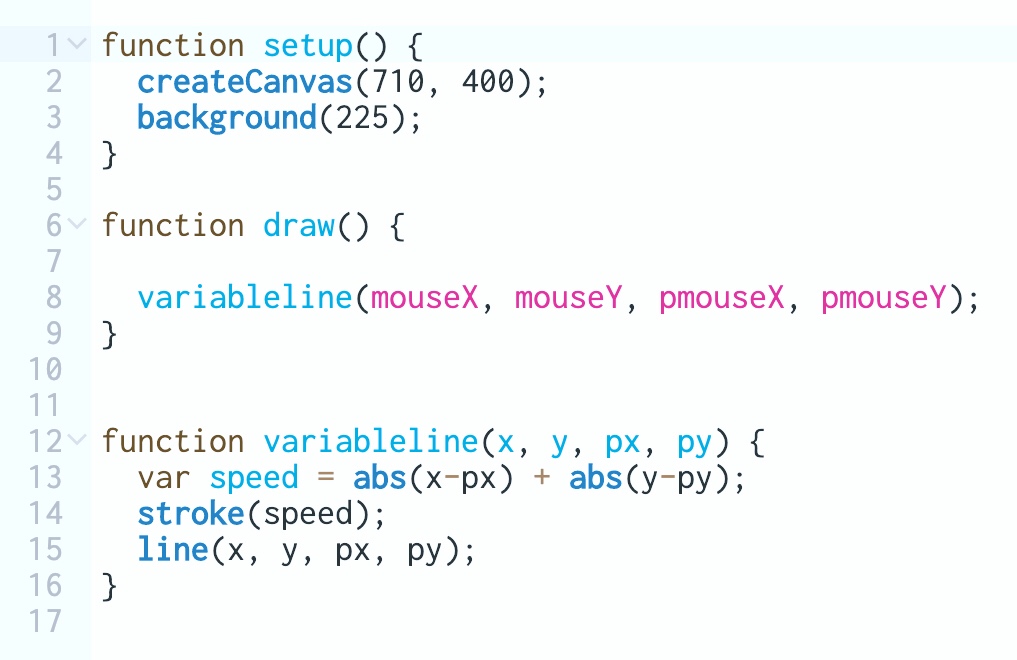 1 function setup() {
2 createCanvas(710, 400);
3 background(225);
4 }
5
6 function draw() {
7
8 variableline(mouseX, mouseY, pmouseX, pmouseY);
9 }
10
11
12 function variableline(x, y, px, py) {
13 var speed = abs(x-px) + abs(y-py);
14 stroke(speed);
15 line(x, y, px, py);
16 }
17